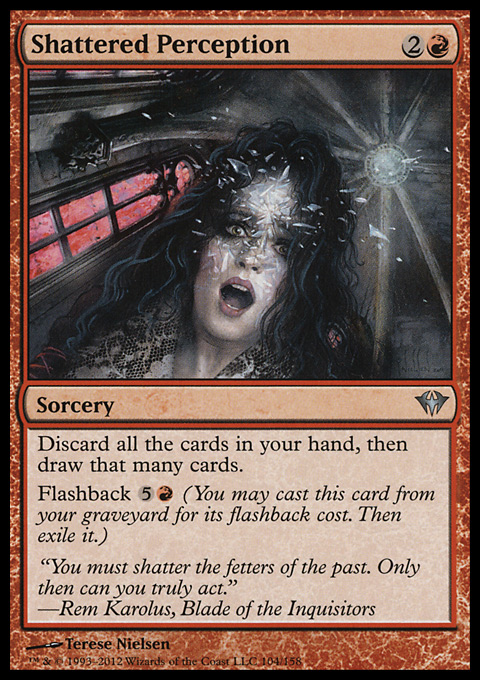 Shattered Perception 2
Sorcery
Discard all the cards in your hand, then
draw that many cards.
Flashback 5 (You may cast this card from
your graveyard for its flashback cost. Then
exile it.)
“You must shatter the fetters of the past. Only
then can you truly act.”
—Rem Karolus, Blade of the Inquisitors
Terese Nielsen
™ & © 1993–2012 Wizards of the Coast LLC 104/158